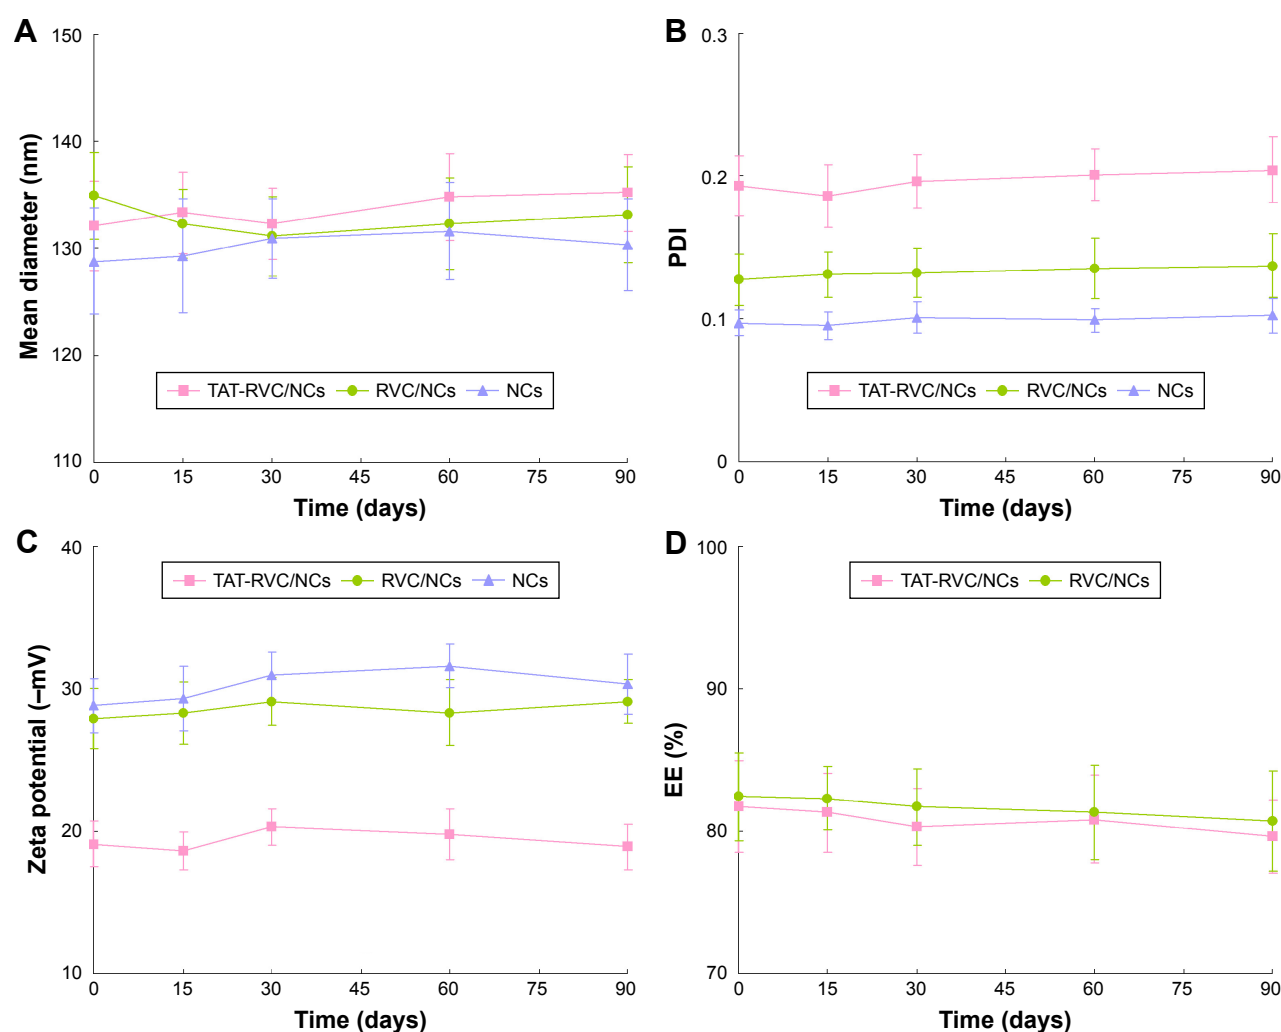 A
150
140
130
120
110
Mean diameter (nm)
TAT-RVC/NCs RVC/NCs NCs
0 15 30 45 60 75 90
Time (days)
B
0.3
0.2
0.1
0
PDI
TAT-RVC/NCs RVC/NCs NCs
0 15 30 45 60 75 90
Time (days)
C
40
30
20
10
Zeta potential (–mV)
TAT-RVC/NCs RVC/NCs NCs
0 15 30 45 60 75 90
Time (days)
D
100
90
80
70
EE (%)
TAT-RVC/NCs RVC/NCs
0 15 30 45 60 75 90
Time (days)